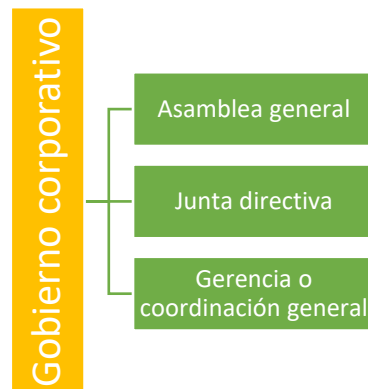 Gobierno corporativo
Asamblea general
Junta directiva
Gerencia o
coordinación general